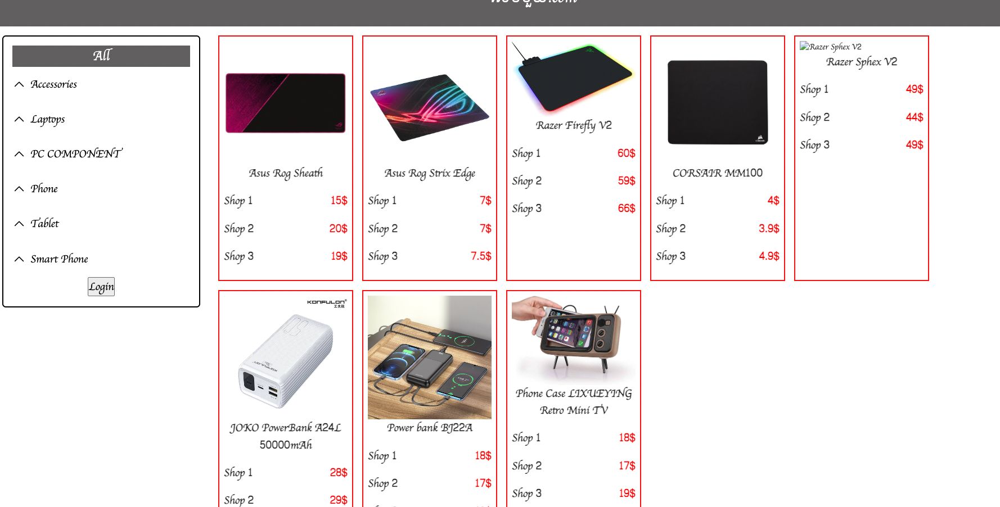 All
Accessories
Laptops
PC COMPONENT
Phone
Tablet
Smart Phone
Login
Asus Rog Sheath
Shop 1 15$
Shop 2 20$
Shop 3 19$
Asus Rog Strix Edge
Shop 1 7$
Shop 2 7$
Shop 3 7.5$
Razer Firefly V2
Shop 1 60$
Shop 2 59$
Shop 3 66$
CORSAIR
CORSAIR MM100
Shop 1 4$
Shop 2 3.9$
Shop 3 4.9$
Razer Sphex V2
Razer Sphex V2
Shop 1 49$
Shop 2 44$
Shop 3 49$
KONFULON®
工夫龙
KONFULON
JOKO PowerBank A24L
50000mAh
Shop 1 28$
Shop 2 29$
Power bank BJ22A
Shop 1 18$
Shop 2 17$
Phone Case LIXUEYING
Retro Mini TV
Shop 1 18$
Shop 2 17$
Shop 3 19$